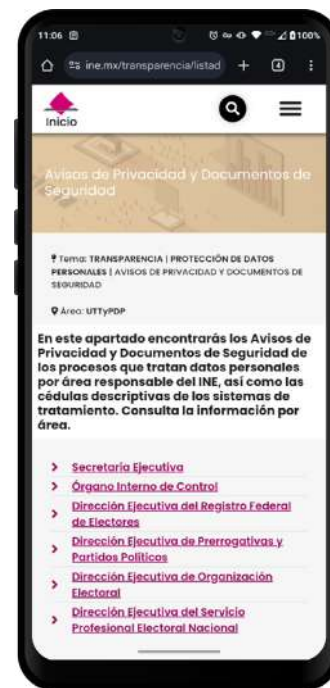 11:06
100%
ine.mx/transparencia/listad
4
Inicio
Avisos de Privacidad y Documentos de
Seguridad
Tema: TRANSPARENCIA | PROTECCIÓN DE DATOS
PERSONALES | AVISOS DE PRIVACIDAD Y DOCUMENTOS DE
SEGURIDAD
Área: UTTyPDP
En este apartado encontrarás los Avisos de
Privacidad y Documentos de Seguridad de
los procesos que tratan datos personales
por área responsable del INE, así como las
cédulas descriptivas de los sistemas de
tratamiento. Consulta la información por
área.
Secretaría Ejecutiva
Órgano Interno de Control
Dirección Ejecutiva del Registro Federal
de Electores
Dirección Ejecutiva de Prerrogativas y
Partidos Políticos
Dirección Ejecutiva de Organización
Electoral
Dirección Ejecutiva del Servicio
Profesional Electoral Nacional